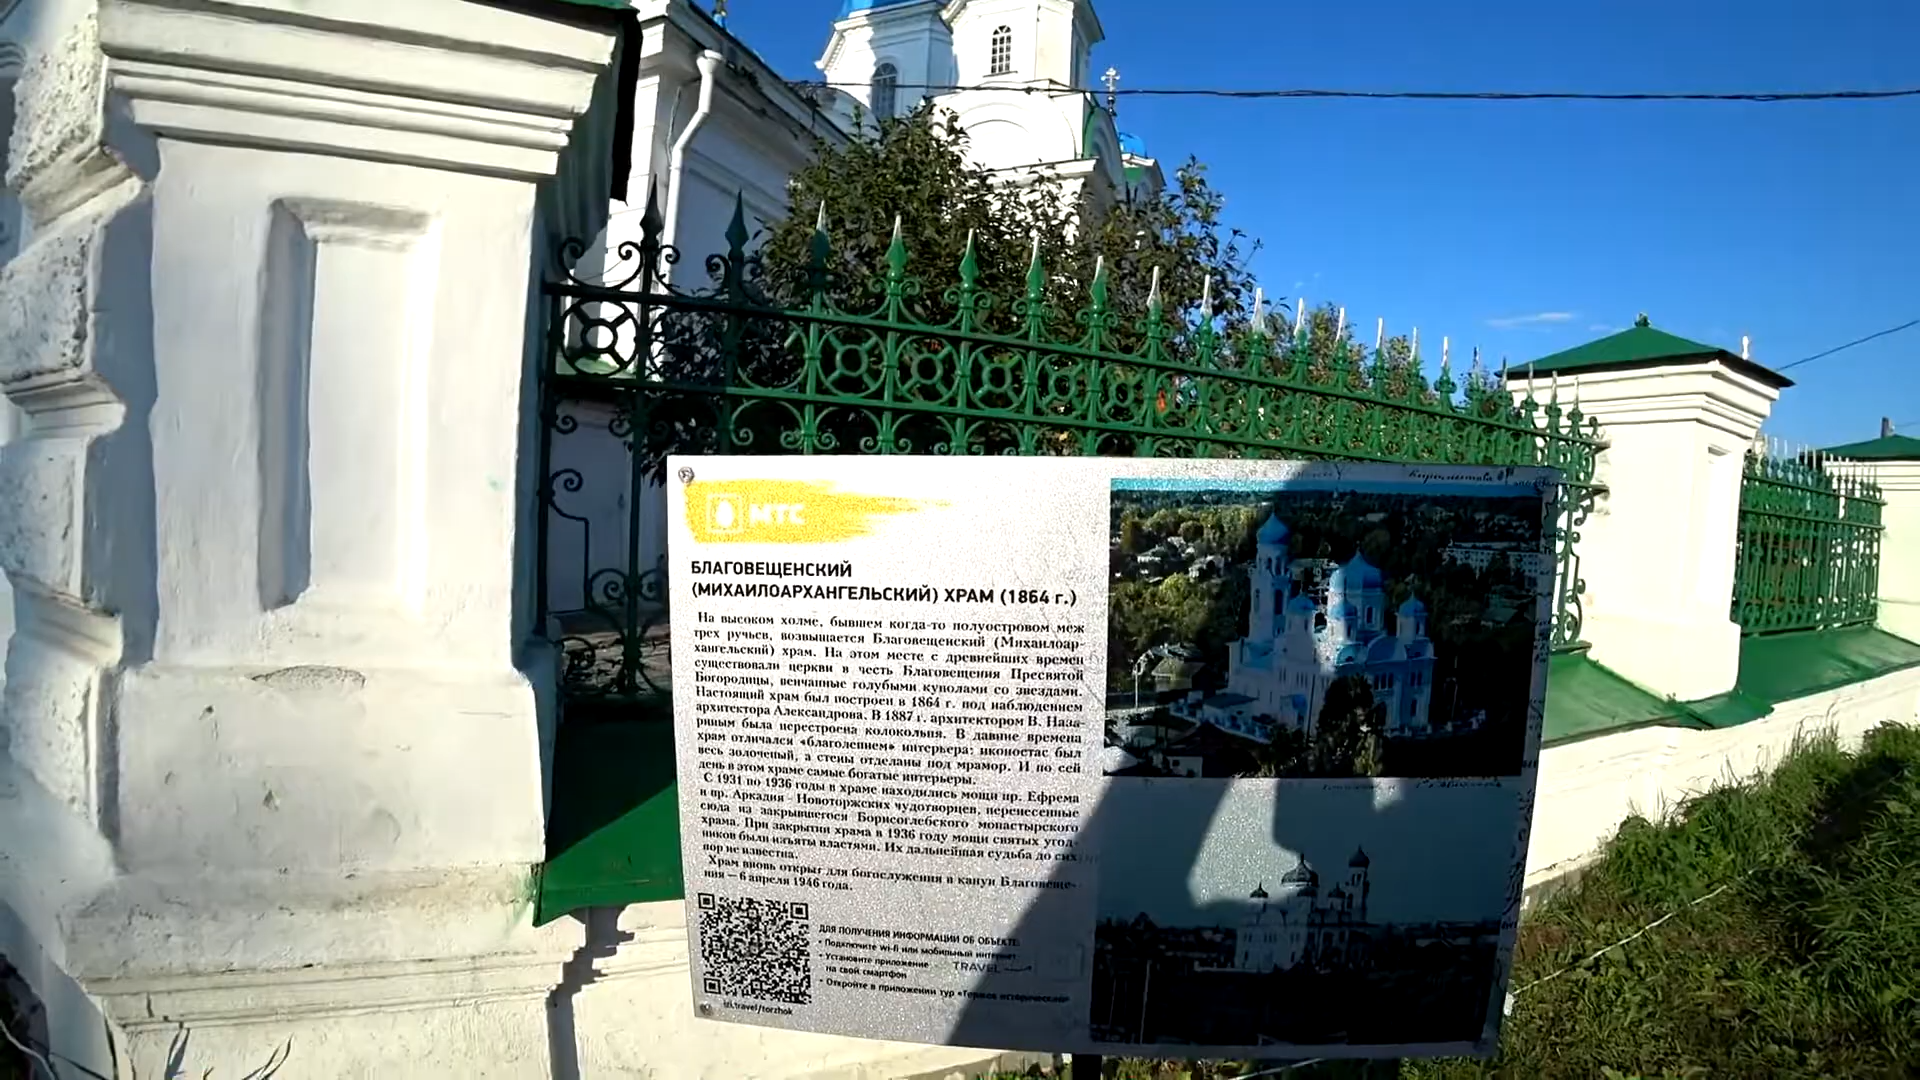 МТС
БЛАГОВЕЩЕНСКИЙ
(МИХАИЛОАРХАНГЕЛЬСКИЙ) ХРАМ (1864 г.)
На высоком холме, бывшем когда-то полуостровом меж
трех ручьев, возвышается Благовещенский (Михаилоар-
хангельский) храм. На этом месте с древнейших времен
существовали церкви в честь Благовещения Пресвятой
Богородицы, венчанные голубыми куполами со звездами.
Настоящий храм был построен в 1864 г. под наблюдением
архитектора Александрова. В 1887 г. архитектором В. Наза-
риным была перестроена колокольня. В давние времена
храм отличался «благолепием» интерьера: иконостас был
весь золоченый, а стены отделаны под мрамор. И по сей
день в этом храме самые богатые интерьеры.
С 1931 по 1936 годы в храме находились мощи пр. Ефрема
и пр. Аркадия - Новоторжских чудотворцев, перенесенные
сюда из закрывшегося Борисоглебского монастырского
храма. При закрытии храма в 1936 году мощи святых угод-
ников были изъяты властями. Их дальнейшая судьба до сих
пор не известна.
Храм вновь открыт для богослужения в канун Благовеще-
ния — 6 апреля 1946 года.
ДЛЯ ПОЛУЧЕНИЯ ИНФОРМАЦИИ ОБ ОБЪЕКТЕ:
• Подключите wi-fi или мобильный интернет
• Установите приложение TRAVEL
на свой смартфон
• Откройте в приложении тур «Торжок исторический»
izi.travel/torzhok